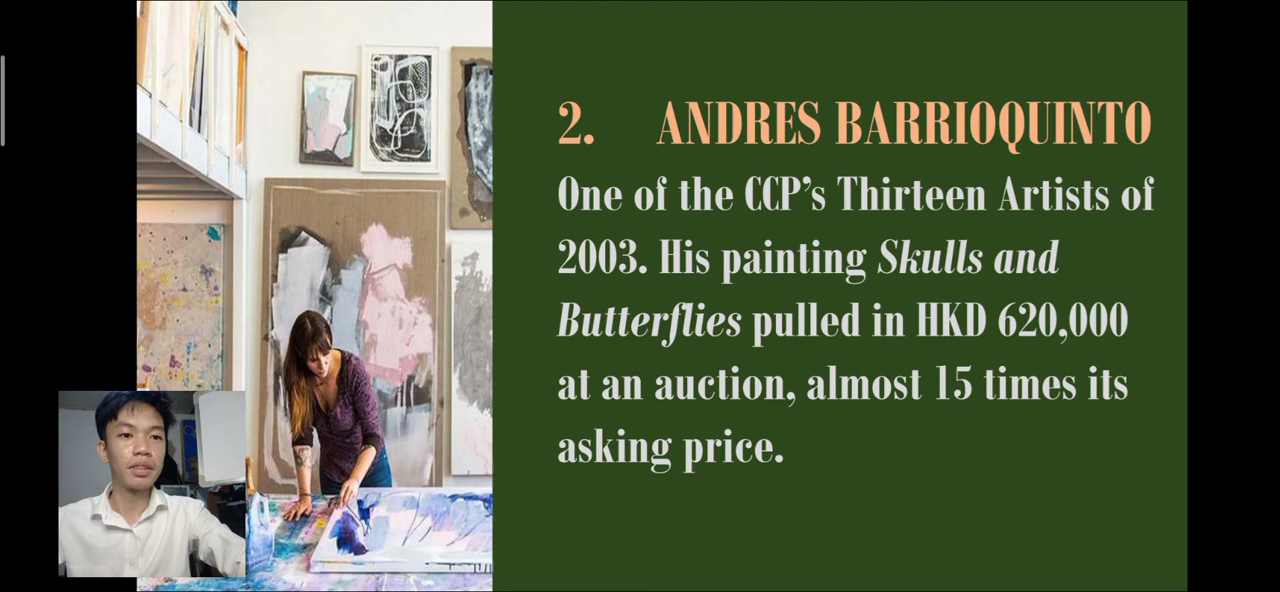 2. ANDRES BARRIOQUINTO
One of the CCP’s Thirteen Artists of
2003. His painting Skulls and
Butterflies pulled in HKD 620,000
at an auction, almost 15 times its
asking price.